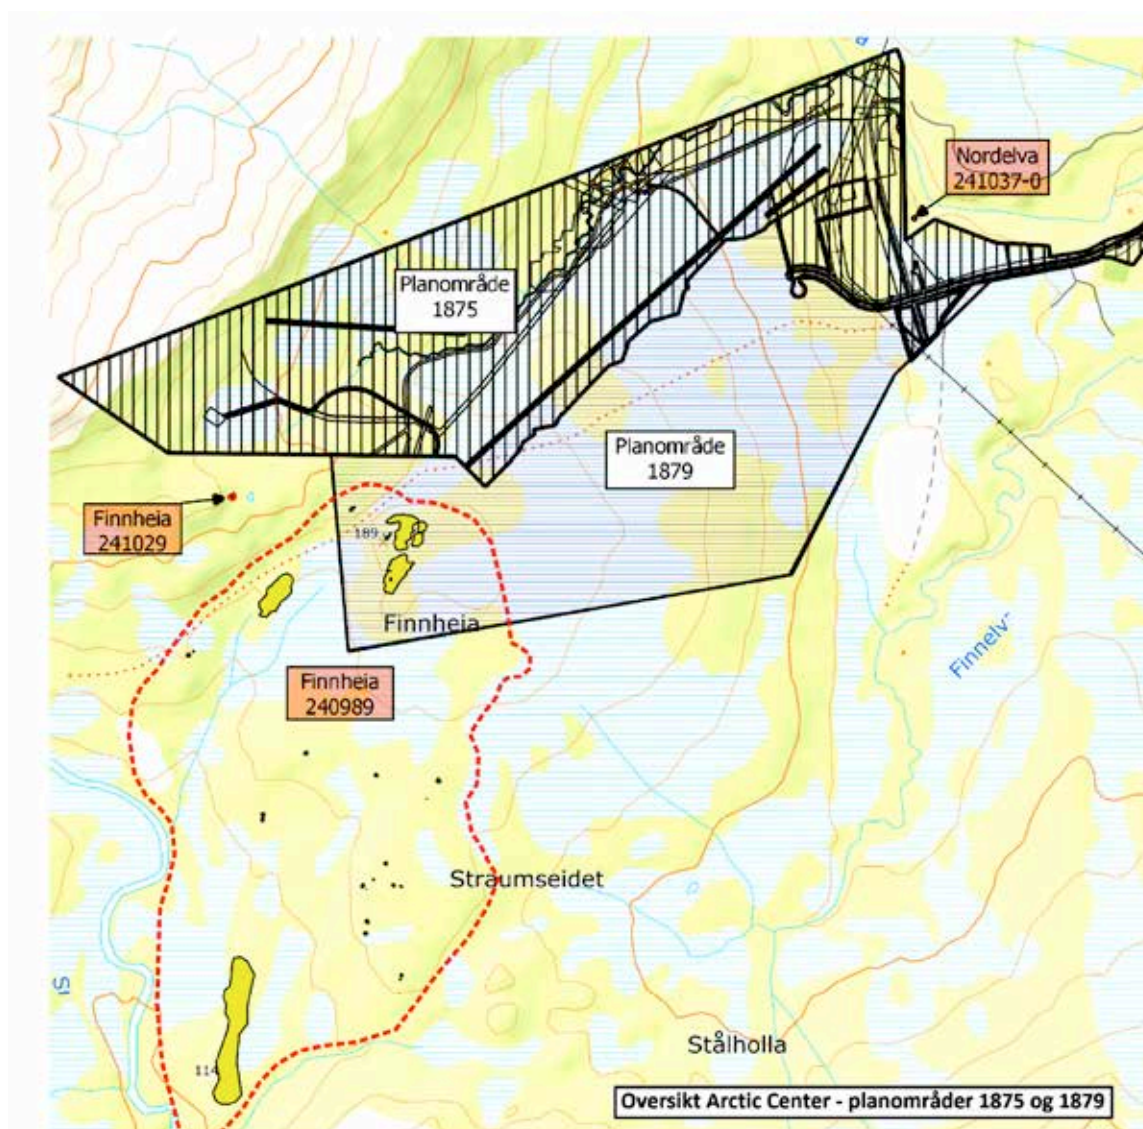 Nordelva
241037-0
Planområde
1875
Planområde
1879
Finnheia
241029
189
Finnheia
Finnheia
240989
Finnelv
Straumseidet
Stålholla
114
Oversikt Arctic Center - planområder 1875 og 1879